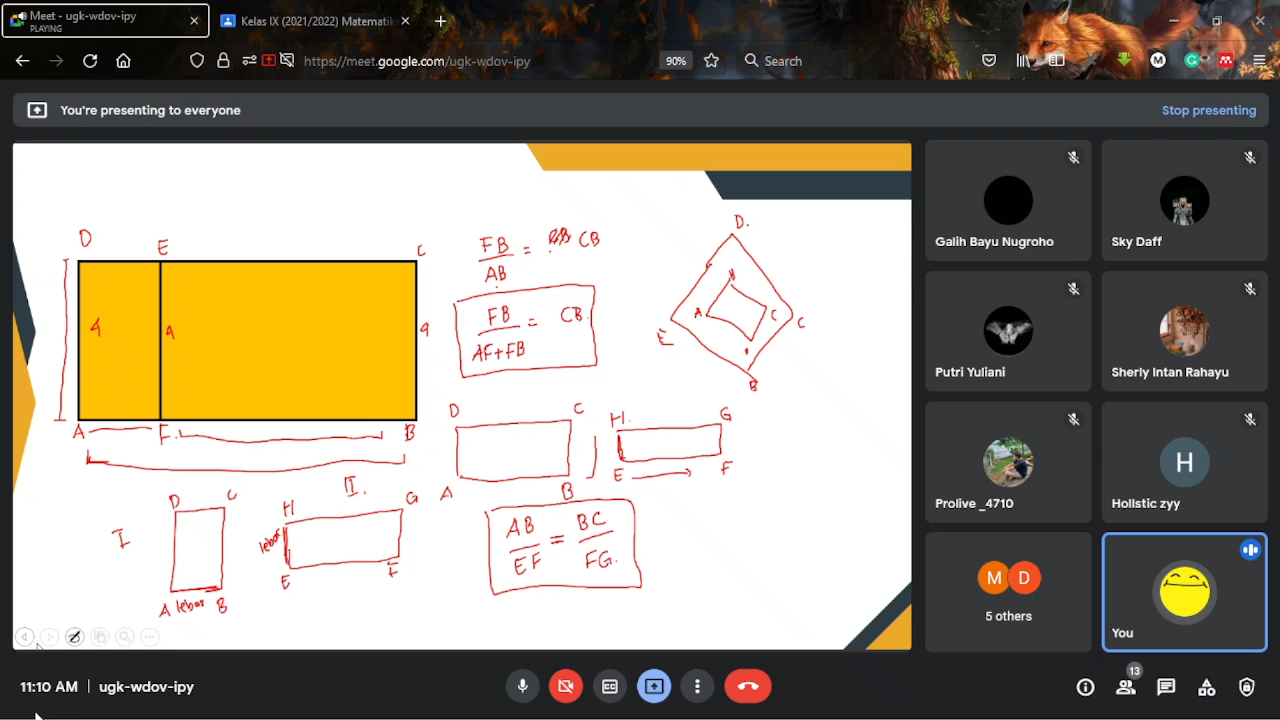 Meet - ugk-wdov-ipy
PLAYING
Kelas IX (2021/2022) Matematik
https://meet.google.com/ugk-wdov-ipy
90%
Search
You're presenting to everyone
Stop presenting
D E C
4 4 4
A F. B
FB/AB = CB
FB/AF+FB = CB.
D.
E C
B
B
A C
D C
A B
H. G
E F
I
D C
A lebar B
II.
H G
lebar
E F
AB/EF = BC/FG.
Galih Bayu Nugroho
Sky Daff
Putri Yuliani
Sherly Intan Rahayu
Prolive _4710
H
Hollstic zyy
M D
5 others
You
11:10 AM | ugk-wdov-ipy
13